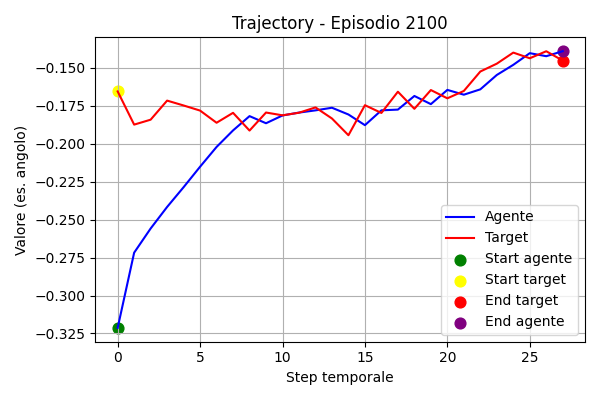 Trajectory - Episodio 2100
Valore (es. angolo)
−0.150
−0.175
−0.200
−0.225
−0.250
−0.275
−0.300
−0.325
0
5
10
15
20
25
Step temporale
Agente
Target
Start agente
Start target
End target
End agente